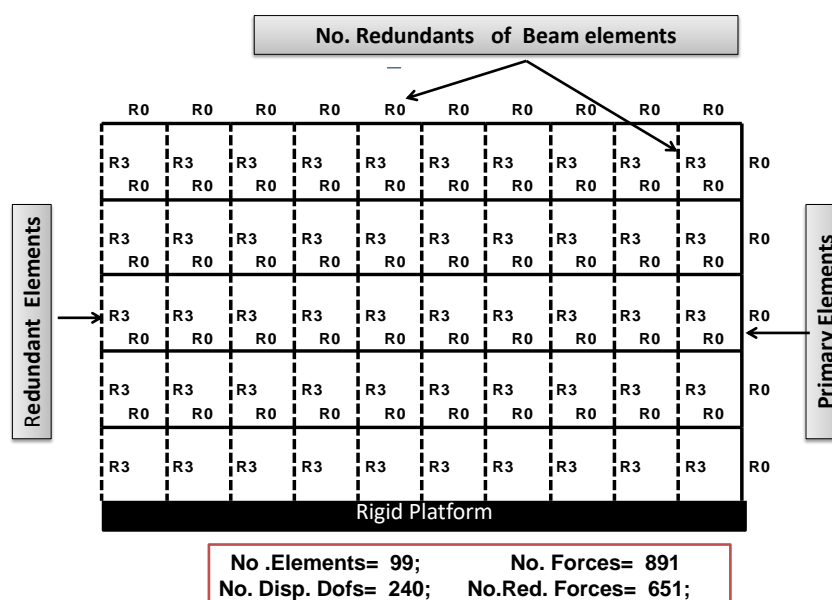 No. Redundants of Beam elements
R0 R0 R0 R0 R0 R0 R0 R0 R0 R0
R3 R3 R3 R3 R3 R3 R3 R3 R3 R3 R0
R0 R0 R0 R0 R0 R0 R0 R0 R0 R0
R3 R3 R3 R3 R3 R3 R3 R3 R3 R3 R0
R0 R0 R0 R0 R0 R0 R0 R0 R0 R0
R3 R3 R3 R3 R3 R3 R3 R3 R3 R3 R0
R0 R0 R0 R0 R0 R0 R0 R0 R0 R0
R3 R3 R3 R3 R3 R3 R3 R3 R3 R3 R0
R0 R0 R0 R0 R0 R0 R0 R0 R0 R0
R3 R3 R3 R3 R3 R3 R3 R3 R3 R3 R0
Redundant Elements
Primary Elements
Rigid Platform
No .Elements= 99; No. Forces= 891
No. Disp. Dofs= 240; No.Red. Forces= 651;